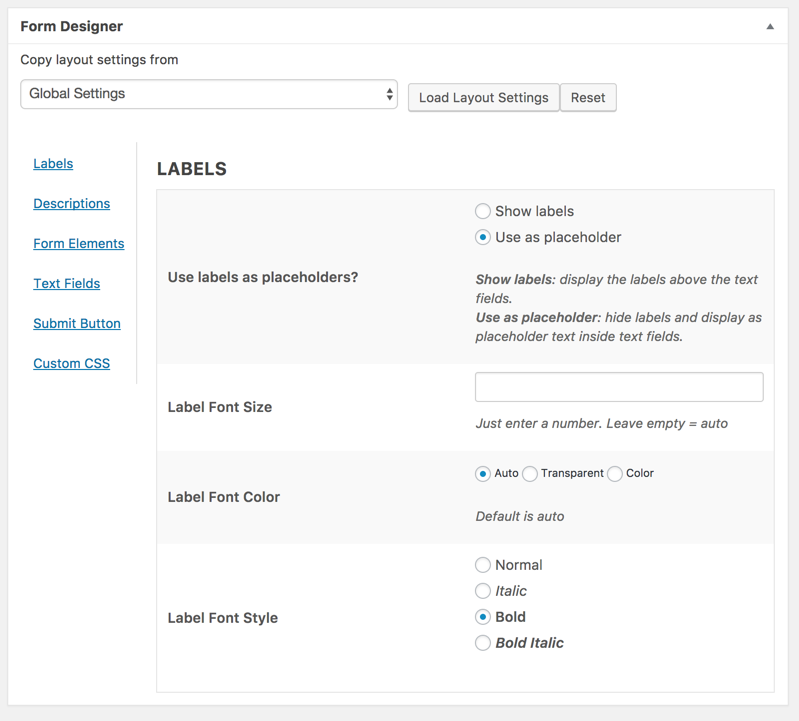 Form Designer
Copy layout settings from
Global Settings
Load Layout Settings
Reset
Labels
Descriptions
Form Elements
Text Fields
Submit Button
Custom CSS
LABELS
Use labels as placeholders?
Show labels
Use as placeholder
Show labels: display the labels above the text
fields.
Use as placeholder: hide labels and display as
placeholder text inside text fields.
Label Font Size
Just enter a number. Leave empty = auto
Label Font Color
Auto Transparent Color
Default is auto
Label Font Style
Normal
Italic
Bold
Bold Italic